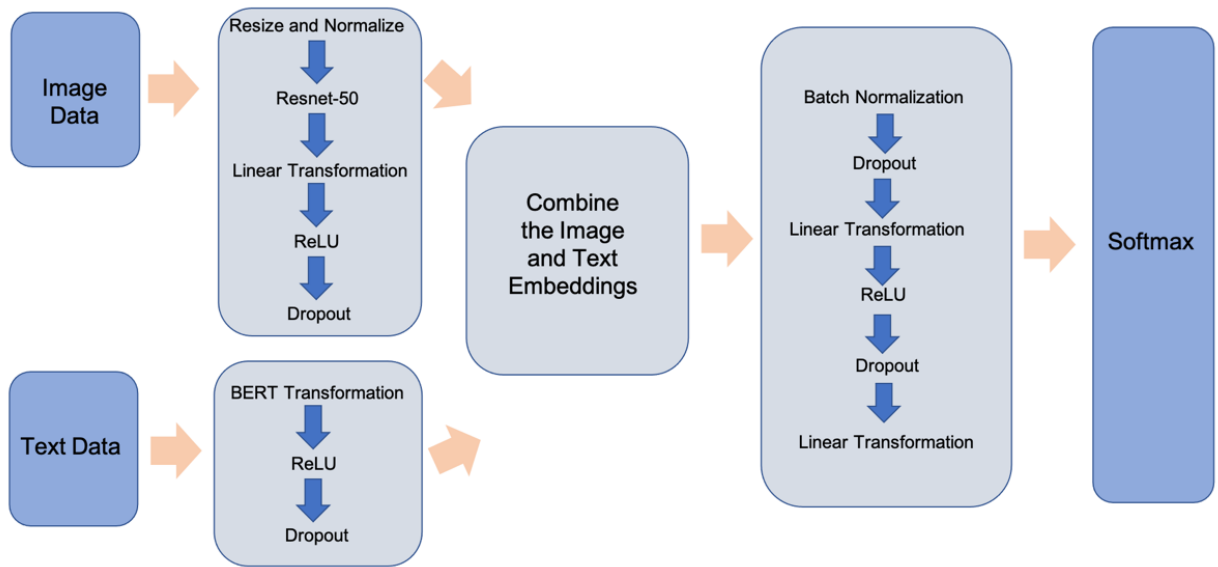 Image
Data
Resize and Normalize
Resnet-50
Linear Transformation
ReLU
Dropout
Text Data
BERT Transformation
ReLU
Dropout
Combine
the Image
and Text
Embeddings
Batch Normalization
Dropout
Linear Transformation
ReLU
Dropout
Linear Transformation
Softmax